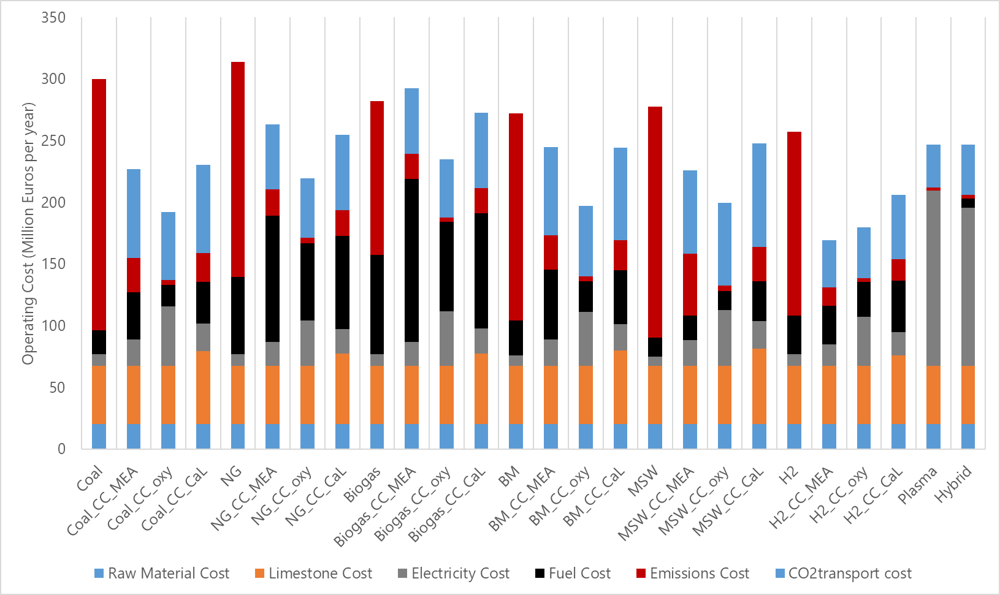 350
300
250
200
150
100
50
0
Operating Cost (Million Euros per year)
Coal
Coal_CC_MEA
Coal_CC_oxy
Coal_CC_CaL
NG
NG_CC_MEA
NG_CC_oxy
NG_CC_CaL
Biogas
Biogas_CC_MEA
Biogas_CC_oxy
Biogas_CC_CaL
BM
BM_CC_MEA
BM_CC_oxy
BM_CC_CaL
MSW
MSW_CC_MEA
MSW_CC_oxy
MSW_CC_CaL
H2
H2_CC_MEA
H2_CC_oxy
H2_CC_CaL
Plasma
Hybrid
Raw Material Cost
Limestone Cost
Electricity Cost
Fuel Cost
Emissions Cost
CO2transport cost